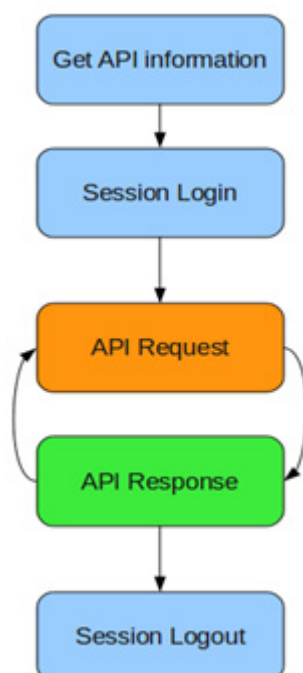 Get API information
Session Login
API Request
API Response
Session Logout